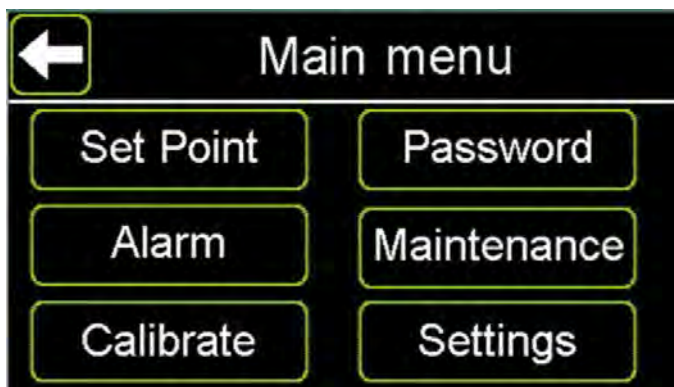 Main menu
Set Point
Password
Alarm
Maintenance
Calibrate
Settings